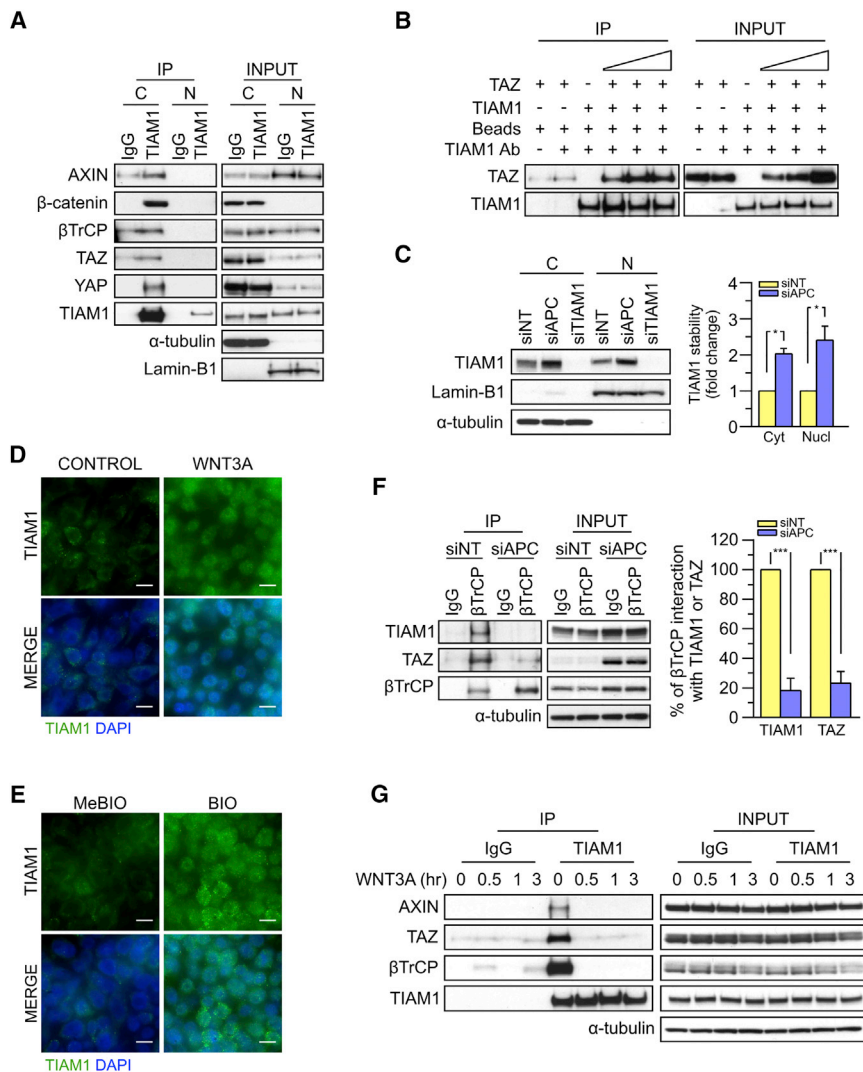 A
IP INPUT
C N C N
IgG TIAM1 IgG TIAM1 IgG TIAM1 IgG TIAM1
AXIN
β-catenin
βTrCP
TAZ
YAP
TIAM1
α-tubulin
Lamin-B1
B
IP INPUT
TAZ + + - + + + + + - + + +
TIAM1 - - + + + + - - + + + +
Beads + + + + + + + + + + + +
TIAM1 Ab - + + + + + - + + + + +
TAZ
TIAM1
C
C N
siNT siAPC siTIAM1 siNT siAPC siTIAM1
TIAM1
Lamin-B1
α-tubulin
siNT
siAPC
TIAM1 stability
(fold change)
4
3
2
1
0
* *
Cyt Nucl
D
CONTROL WNT3A
TIAM1
MERGE
TIAM1 DAPI
E
MeBIO BIO
TIAM1
MERGE
TIAM1 DAPI
F
IP INPUT
siNT siAPC siNT siAPC
IgG βTrCP IgG βTrCP IgG βTrCP IgG βTrCP
TIAM1
TAZ
βTrCP
α-tubulin
siNT
siAPC
% of βTrCP interaction
with TIAM1 or TAZ
120
100
80
60
40
20
0
*** ***
TIAM1 TAZ
G
IP INPUT
IgG TIAM1 IgG TIAM1
WNT3A (hr) 0 0.5 1 3 0 0.5 1 3 0 0.5 1 3 0 0.5 1 3
AXIN
TAZ
βTrCP
TIAM1
α-tubulin